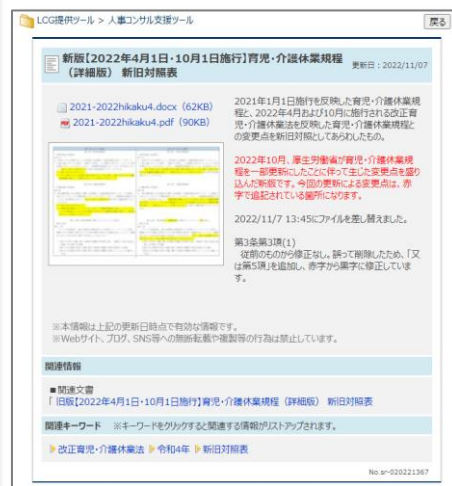 LCG提供ツール > 人事コンサル支援ツール
戻る
新版【2022年4月1日・10月1日施行】育児・介護休業規程
（詳細版） 新旧対照表
更新日：2022/11/07
2021-2022hikaku4.docx（62KB）
2021-2022hikaku4.pdf（90KB）
2021年1月1日施行を反映した育児・介護休業規
程と、2022年4月および10月に施行される改正育
児・介護休業法を反映した育児・介護休業規程と
の変更点を新旧対照としてあらわしたもの。
2022年10月、厚生労働省が育児・介護休業規
程を一部更新したことに伴って生じた変更点を盛り
込んだ新版です。今回の更新による変更点は、赤
字で追記されている箇所になります。
2022/11/7 13:45にファイルを差し替えました。
第3条第3項(1)
従前のものから修正なし。誤って削除したため、「又
は第5項」を追加し、赤字から黒字に修正していま
す。
※本情報は上記の更新日時点で有効な情報です。
※Webサイト、ブログ、SNS等への無断転載や複製等の行為は禁止しています。
関連情報
■関連文書
「旧版【2022年4月1日・10月1日施行】育児・介護休業規程（詳細版） 新旧対照表
関連キーワード ※キーワードをクリックすると関連する情報がリストアップされます。
改正育児・介護休業法 令和4年 新旧対照表
No.sr-020221367